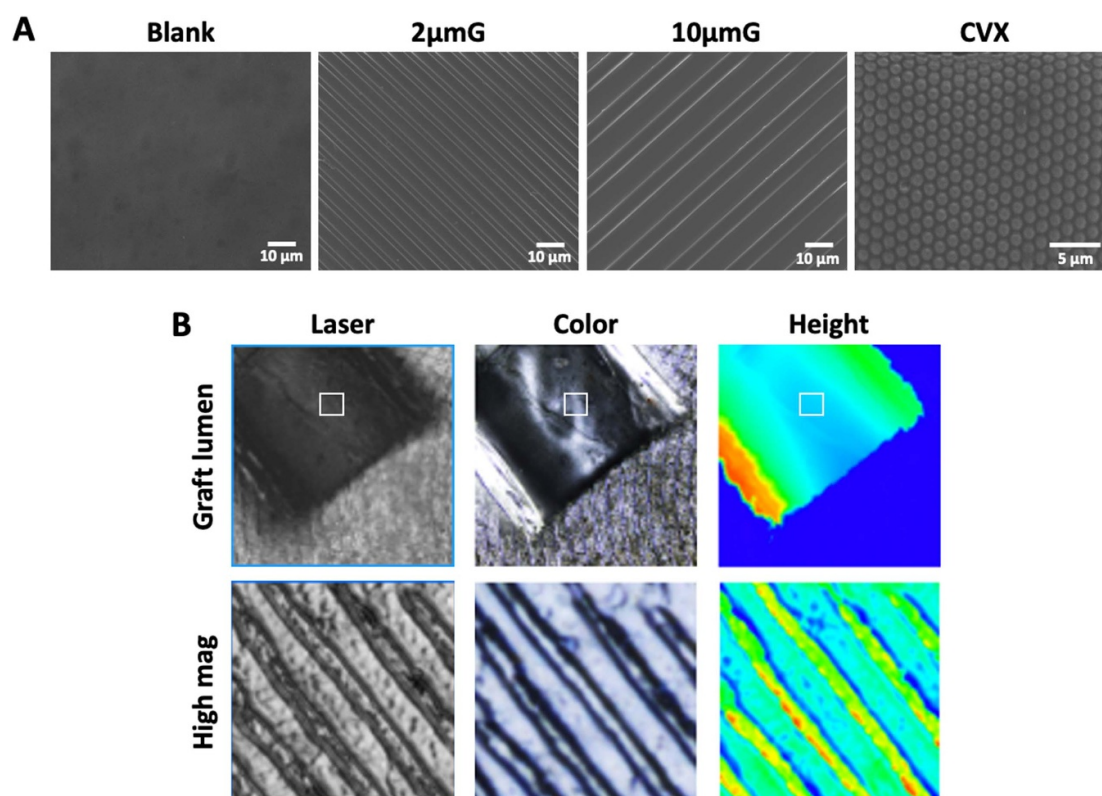 A
Blank
2μmG
10μmG
CVX
10 μm
10 μm
10 μm
5 μm
B
Laser
Color
Height
Graft lumen
High mag